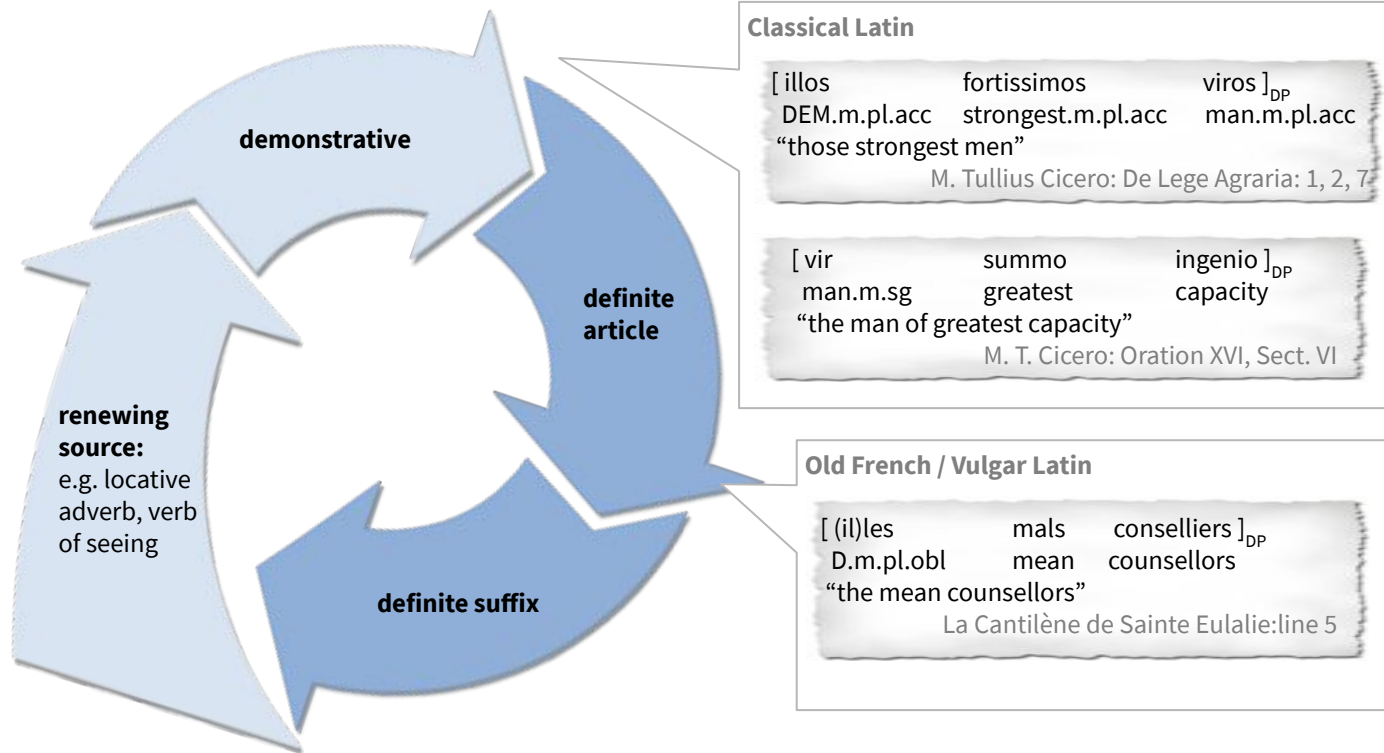 demonstrative
definite
article
definite suffix
renewing
source:
e.g. locative
adverb, verb
of seeing
Classical Latin
[ illos fortissimos viros ]DP
DEM.m.pl.acc strongest.m.pl.acc man.m.pl.acc
“those strongest men”
M. Tullius Cicero: De Lege Agraria: 1, 2, 7
[ vir summo ingenio ]DP
man.m.sg greatest capacity
“the man of greatest capacity”
M. T. Cicero: Oration XVI, Sect. VI
Old French / Vulgar Latin
[ (il)les mals conselliers ]DP
D.m.pl.obl mean counsellors
“the mean counsellors”
La Cantilène de Sainte Eulalie:line 5